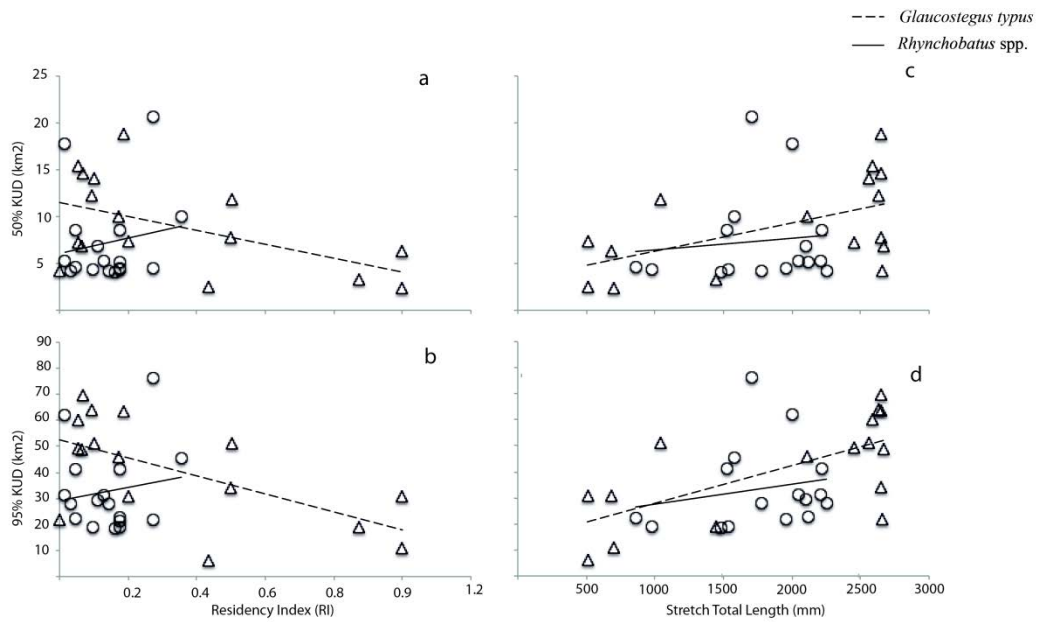 Glaucostegus typus
Rhynchobatus spp.
a
c
25
20
15
10
5
50% KUD (km2)
b
d
90
80
70
60
50
40
30
20
10
95% KUD (km2)
0.2 0.4 0.6 0.8 0.9 1.2
500 1000 1500 2000 2500 3000
Residency Index (RI)
Stretch Total Length (mm)